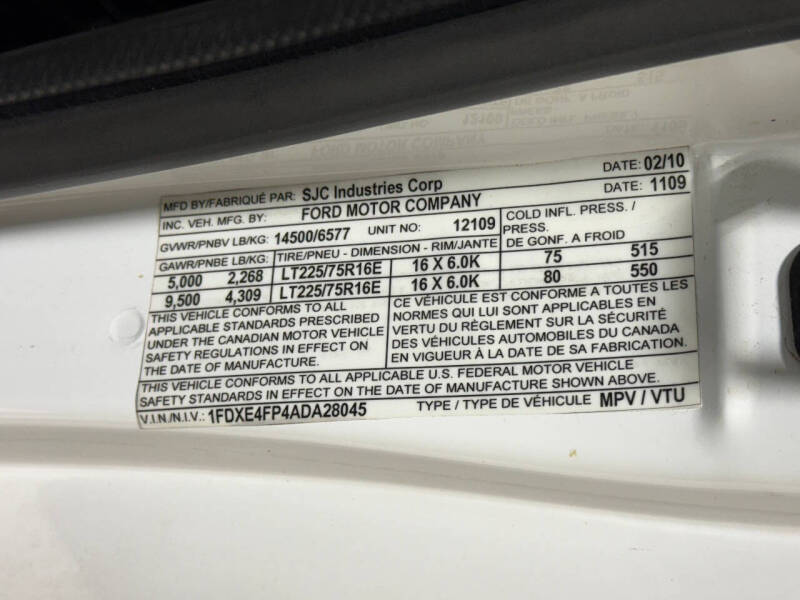 MFD BY/FABRIQUÉ PAR: SJC Industries Corp DATE: 02/10
INC. VEH. MFG. BY: FORD MOTOR COMPANY DATE: 1109
GVWR/PNBV LB/KG: 14500/6577 UNIT NO: 12109 COLD INFL. PRESS. /
PRESS.
DE GONF. A FROID
GAWR/PNBE LB/KG: TIRE/PNEU - DIMENSION - RIM/JANTE
5,000 2,268 LT225/75R16E 16 X 6.0K 75 515
9,500 4,309 LT225/75R16E 16 X 6.0K 80 550
THIS VEHICLE CONFORMS TO ALL
APPLICABLE STANDARDS PRESCRIBED
UNDER THE CANADIAN MOTOR VEHICLE
SAFETY REGULATIONS IN EFFECT ON
THE DATE OF MANUFACTURE.
CE VÉHICULE EST CONFORME A TOUTES LES
NORMES QUI LUI SONT APPLICABLES EN
VERTU DU RÈGLEMENT SUR LA SÉCURITÉ
DES VÉHICULES AUTOMOBILES DU CANADA
EN VIGUEUR À LA DATE DE SA FABRICATION.
THIS VEHICLE CONFORMS TO ALL APPLICABLE U.S. FEDERAL MOTOR VEHICLE
SAFETY STANDARDS IN EFFECT ON THE DATE OF MANUFACTURE SHOWN ABOVE.
V.I.N./N.I.V: 1FDXE4FP4ADA28045 TYPE / TYPE DE VÉHICULE: MPV / VTU